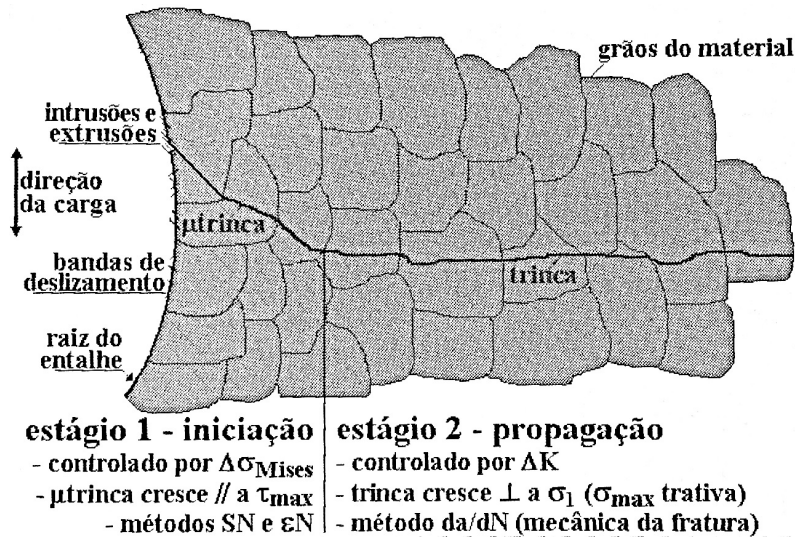 grãos do material
intrusões e
extrusões
direção
da carga
μtrinca
bandas de
deslizamento
trinca
raiz do
entalhe
estágio 1 - iniciação
- controlado por ΔσMises
- μtrinca cresce // a τmax
- métodos SN e εN
estágio 2 - propagação
- controlado por ΔK
- trinca cresce ⊥ a σ1 (σmax trativa)
- método da/dN (mecânica da fratura)